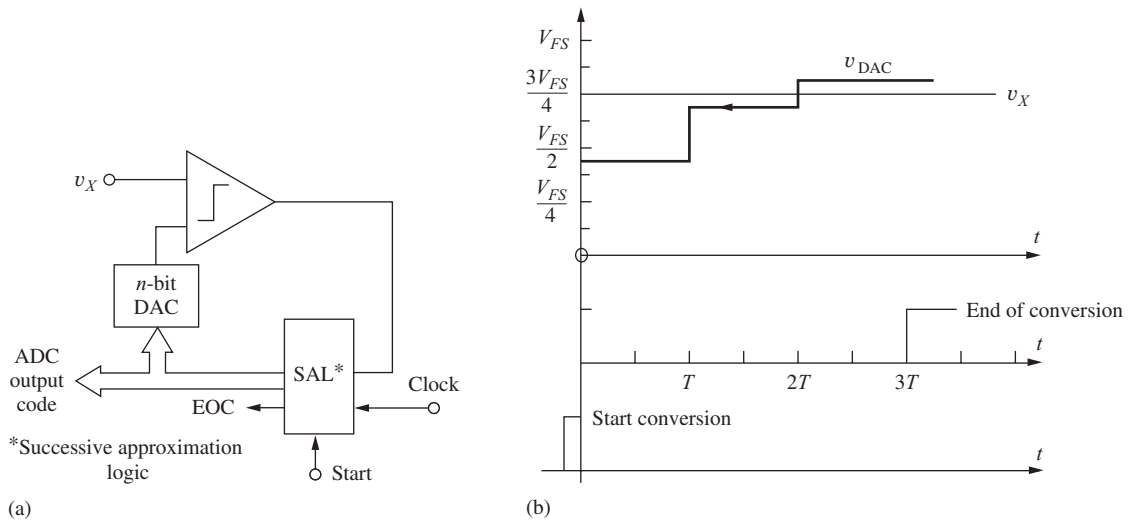 v_X
n-bit
DAC
ADC
output
code
SAL*
EOC
Clock
Start
*Successive approximation
logic
(a)
V_FS
3V_FS
4
V_FS
2
V_FS
4
v_DAC
v_X
t
End of conversion
t
T
2T
3T
Start conversion
t
(b)